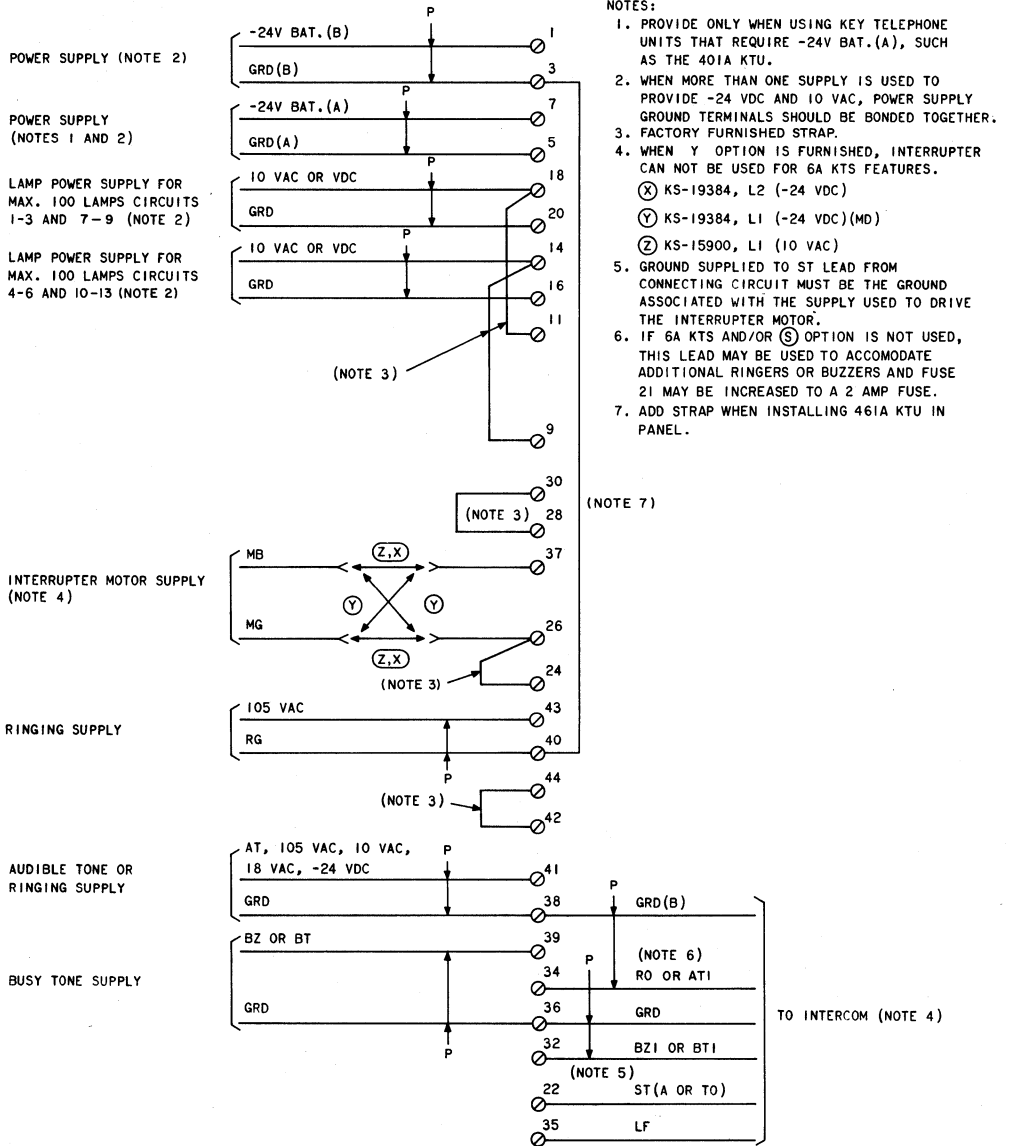 NOTES:
1. PROVIDE ONLY WHEN USING KEY TELEPHONE
UNITS THAT REQUIRE -24V BAT.(A), SUCH
AS THE 401A KTU.
2. WHEN MORE THAN ONE SUPPLY IS USED TO
PROVIDE -24 VDC AND 10 VAC, POWER SUPPLY
GROUND TERMINALS SHOULD BE BONDED TOGETHER.
3. FACTORY FURNISHED STRAP.
4. WHEN Y OPTION IS FURNISHED, INTERRUPTER
CAN NOT BE USED FOR 6A KTS FEATURES.
X KS-19384, L2 (-24 VDC)
Y KS-19384, L1 (-24 VDC)(MD)
Z KS-15900, L1 (10 VAC)
5. GROUND SUPPLIED TO ST LEAD FROM
CONNECTING CIRCUIT MUST BE THE GROUND
ASSOCIATED WITH THE SUPPLY USED TO DRIVE
THE INTERRUPTER MOTOR.
6. IF 6A KTS AND/OR S OPTION IS NOT USED,
THIS LEAD MAY BE USED TO ACCOMODATE
ADDITIONAL RINGERS OR BUZZERS AND FUSE
21 MAY BE INCREASED TO A 2 AMP FUSE.
7. ADD STRAP WHEN INSTALLING 461A KTU IN
PANEL.
P
-24V BAT.(B)
1
POWER SUPPLY (NOTE 2)
GRD(B)
3
P
-24V BAT.(A)
7
POWER SUPPLY
(NOTES 1 AND 2)
GRD(A)
5
P
10 VAC OR VDC
18
LAMP POWER SUPPLY FOR
MAX. 100 LAMPS CIRCUITS
1-3 AND 7-9 (NOTE 2)
GRD
20
P
10 VAC OR VDC
14
LAMP POWER SUPPLY FOR
MAX. 100 LAMPS CIRCUITS
4-6 AND 10-13 (NOTE 2)
GRD
16
11
(NOTE 3)
9
30
(NOTE 3)
28
(NOTE 7)
MB
Z,X
37
INTERRUPTER MOTOR SUPPLY
(NOTE 4)
Y
Y
MG
26
Z,X
24
(NOTE 3)
105 VAC
43
RINGING SUPPLY
RG
40
P
44
(NOTE 3)
42
AT, 105 VAC, 10 VAC,
18 VAC, -24 VDC
P
41
AUDIBLE TONE OR
RINGING SUPPLY
GRD
38
P
GRD(B)
BZ OR BT
39
(NOTE 6)
P
34
RO OR AT1
BUSY TONE SUPPLY
GRD
36
GRD
TO INTERCOM (NOTE 4)
P
32
BZ1 OR BT1
(NOTE 5)
22
ST(A OR TO)
35
LF